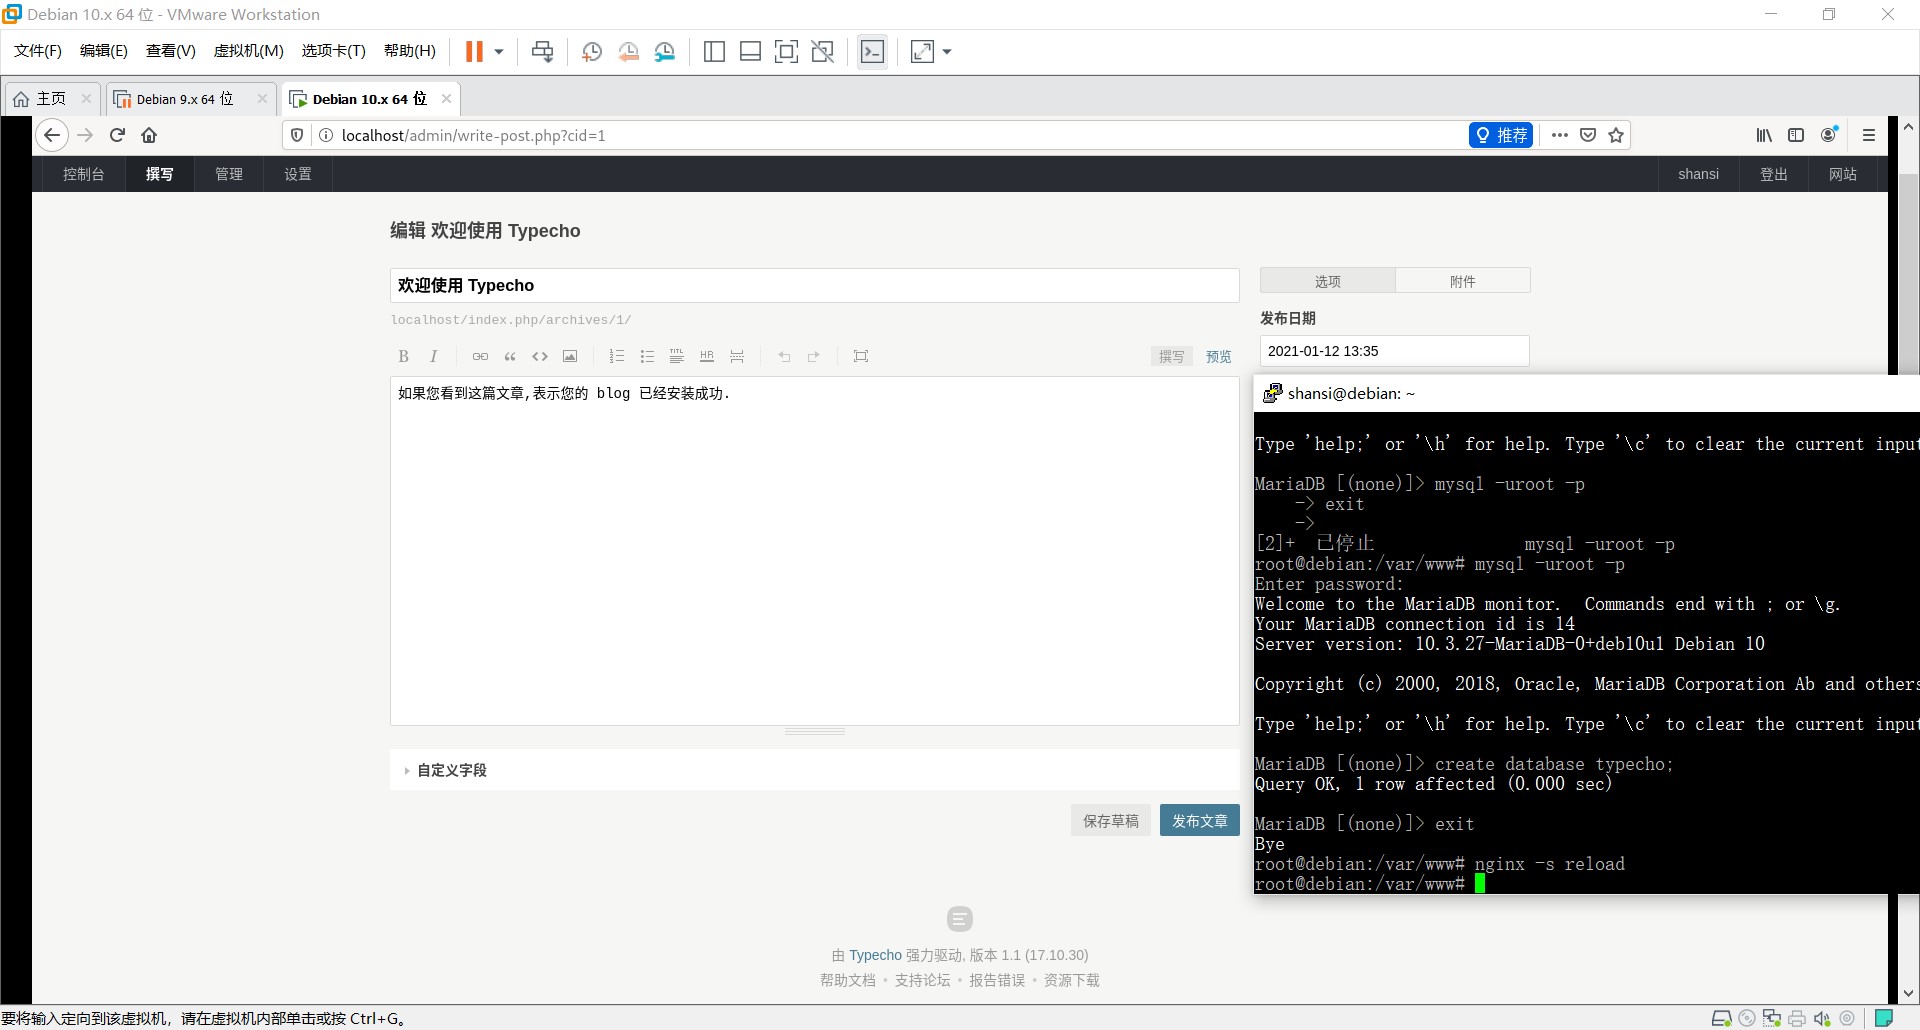 Debian 10.x 64 位 - VMware Workstation
文件(F) 编辑(E) 查看(V) 虚拟机(M) 选项卡(T) 帮助(H)
主页 Debian 9.x 64 位 Debian 10.x 64 位
localhost/admin/write-post.php?cid=1 推荐
控制台 撰写 管理 设置 shansi 登出 网站
编辑 欢迎使用 Typecho
欢迎使用 Typecho
选项 附件
localhost/index.php/archives/1/
发布日期
B I TITL HR 撰写 预览
2021-01-12 13:35
如果您看到这篇文章,表示您的 blog 已经安装成功.
自定义字段
保存草稿 发布文章
由 Typecho 强力驱动, 版本 1.1 (17.10.30)
帮助文档 • 支持论坛 • 报告错误 • 资源下载
shansi@debian: ~
Type 'help;' or '\h' for help. Type '\c' to clear the current input
MariaDB [(none)]> mysql -uroot -p
-> exit
->
[2]+ 已停止 mysql -uroot -p
root@debian:/var/www# mysql -uroot -p
Enter password:
Welcome to the MariaDB monitor.  Commands end with ; or \g.
Your MariaDB connection id is 14
Server version: 10.3.27-MariaDB-0+deb10u1 Debian 10
Copyright (c) 2000, 2018, Oracle, MariaDB Corporation Ab and others
Type 'help;' or '\h' for help. Type '\c' to clear the current input
MariaDB [(none)]> create database typecho;
Query OK, 1 row affected (0.000 sec)
MariaDB [(none)]> exit
Bye
root@debian:/var/www# nginx -s reload
root@debian:/var/www#
要将输入定向到该虚拟机，请在虚拟机内部单击或按 Ctrl+G。